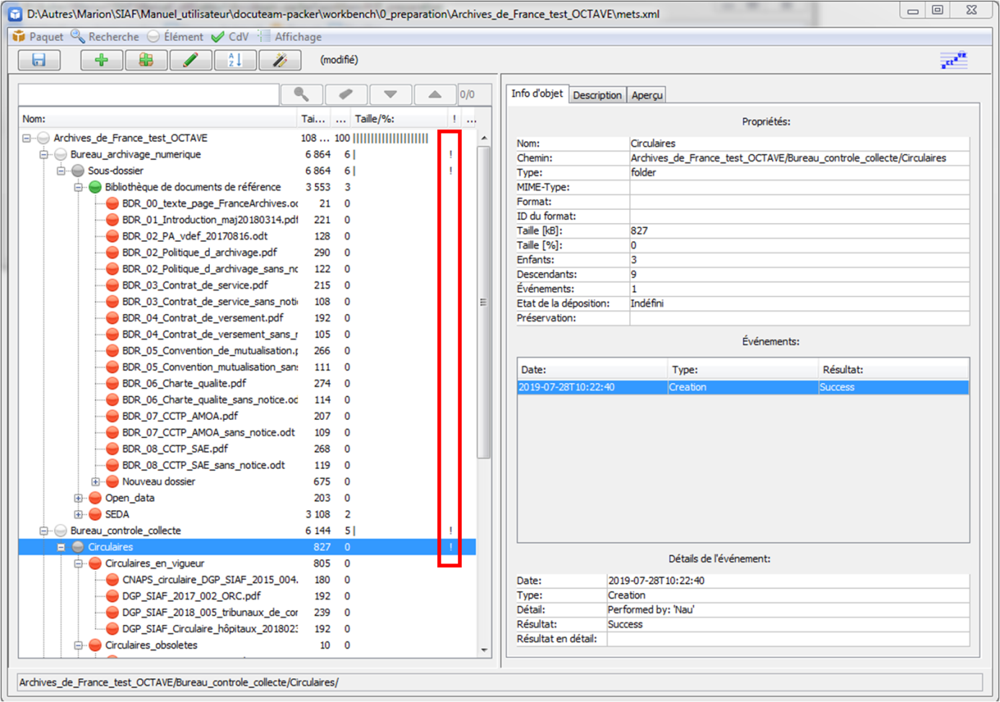 D:\Autres\Marion\SIAF\Manuel_utilisateur\docuteam-packer\workbench\0_preparation\Archives_de_France_test_OCTAVE\mets.xml
Paquet Recherche Élément CdV Affichage
(modifié)
0/0
Nom: Tai... ... Taille/%: ! ...
Archives_de_France_test_OCTAVE 108 ... 100
Bureau_archivage_numerique 6 864 6 !
Sous-dossier 6 864 6 !
Bibliothèque de documents de référence 3 553 3
BDR_00_texte_page_FranceArchives.oc 21 0
BDR_01_Introduction_maj20180314.pdf 221 0
BDR_02_PA_vdef_20170816.odt 128 0
BDR_02_Politique_d_archivage.pdf 290 0
BDR_02_Politique_d_archivage_sans_nc 122 0
BDR_03_Contrat_de_service.pdf 215 0
BDR_03_Contrat_de_service_sans_noti 108 0
BDR_04_Contrat_de_versement.pdf 192 0
BDR_04_Contrat_de_versement_sans_r 105 0
BDR_05_Convention_de_mutualisation.p 266 0
BDR_05_Convention_mutualisation_sans 111 0
BDR_06_Charte_qualite.pdf 274 0
BDR_06_Charte_qualite_sans_notice.od 114 0
BDR_07_CCTP_AMOA.pdf 207 0
BDR_07_CCTP_AMOA_sans_notice.odt 109 0
BDR_08_CCTP_SAE.pdf 268 0
BDR_08_CCTP_SAE_sans_notice.odt 119 0
Nouveau dossier 675 0
Open_data 203 0
SEDA 3 108 2
Bureau_controle_collecte 6 144 5 !
Circulaires 827 0 !
Circulaires_en_vigueur 805 0
CNAPS_circulaire_DGP_SIAF_2015_004. 180 0
DGP_SIAF_2017_002_ORC.pdf 192 0
DGP_SIAF_2018_005_tribunaux_de_cor 239 0
DGP_SIAF_Circulaire_hôpitaux_2018023 192 0
Circulaires_obsoletes 10 0
Info d'objet Description Aperçu
Propriétés:
Nom: Circulaires
Chemin: Archives_de_France_test_OCTAVE/Bureau_controle_collecte/Circulaires
Type: folder
MIME-Type:
Format:
ID du format:
Taille [kB]: 827
Taille [%]: 0
Enfants: 3
Descendants: 9
Événements: 1
Etat de la déposition: Indéfini
Préservation:
Événements:
Date: Type: Résultat:
2019-07-28T10:22:40 Creation Success
Détails de l'événement:
Date: 2019-07-28T10:22:40
Type: Creation
Détail: Performed by: 'Nau'
Résultat: Success
Résultat en détail:
Archives_de_France_test_OCTAVE/Bureau_controle_collecte/Circulaires/